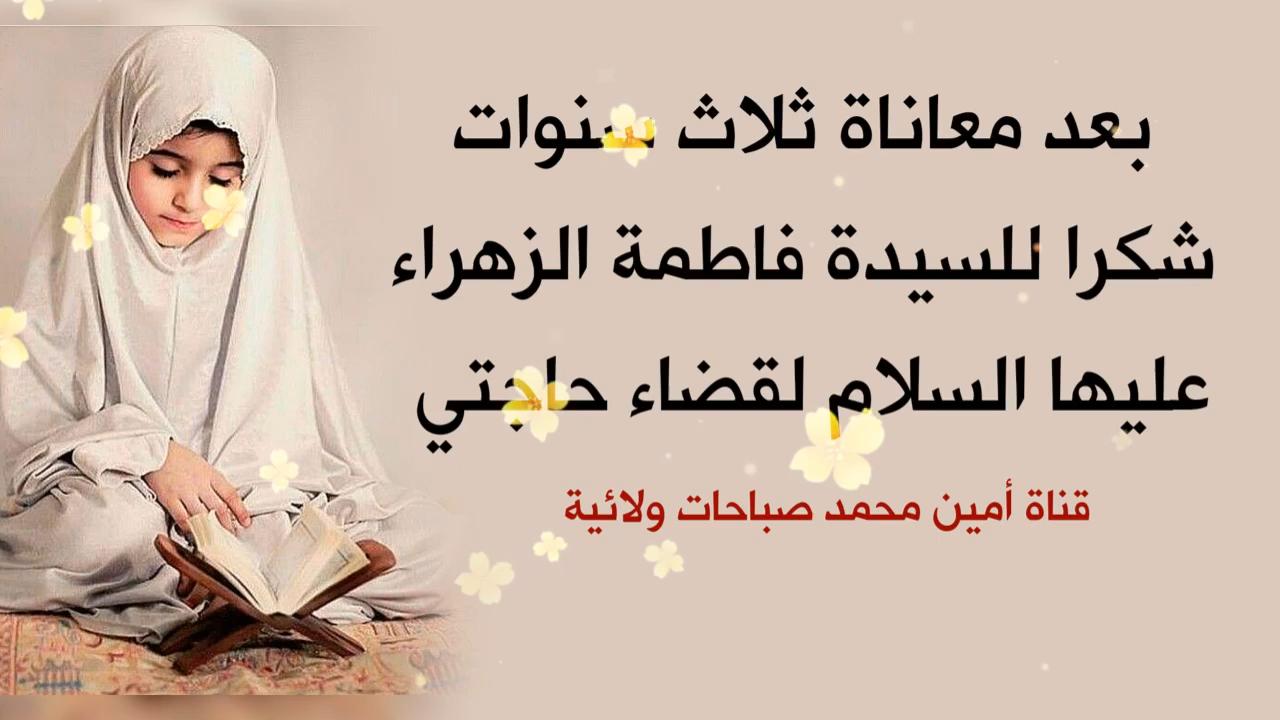 بعد معاناة ثلاث سنوات
شكرا للسيدة فاطمة الزهراء
عليها السلام لقضاء حاجتي
قناة أمين محمد صباحات ولائية